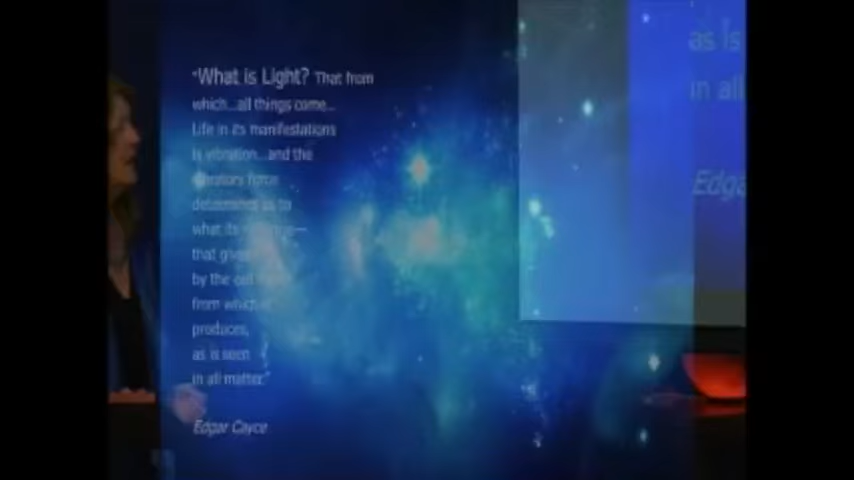 "What is Light? That from
which...all things come...
Life in its manifestations
is vibration...and the
vibratory force
determines as to
what its
that give
by the
from which
produces,
as is seen
in all matter."
Edgar Cayce
as is
in all
Edga